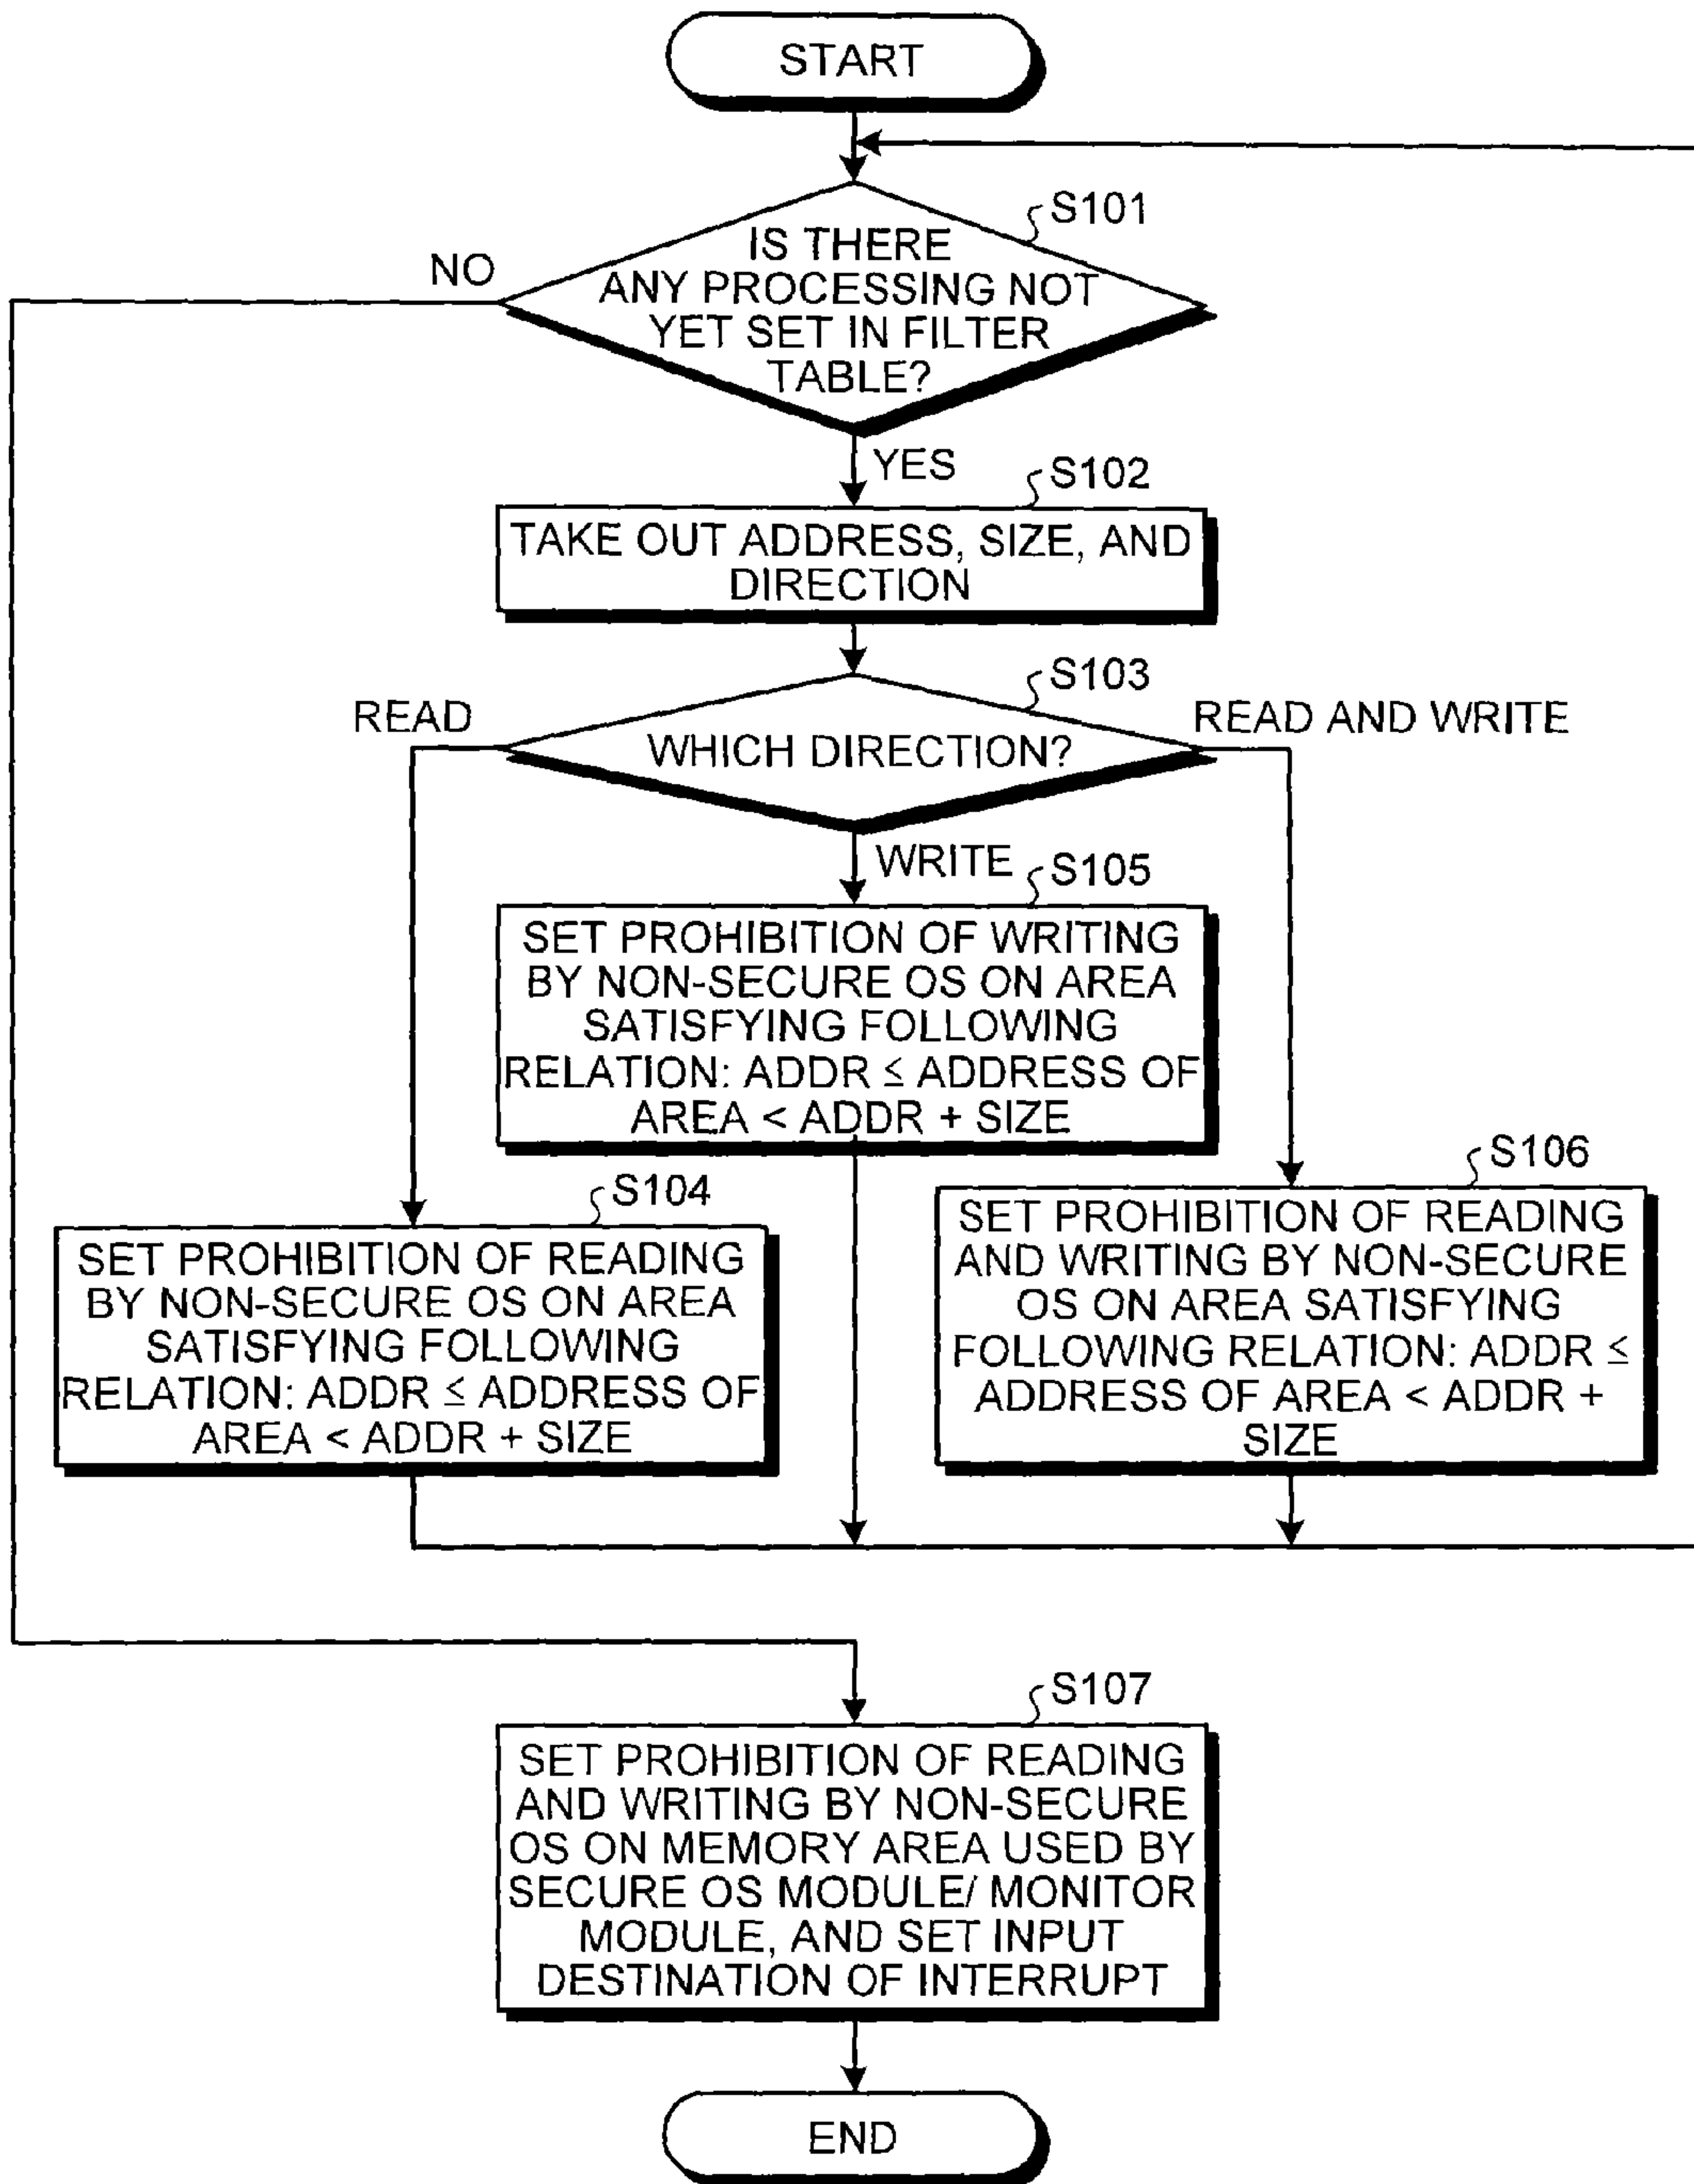 START
S101
NO
IS THERE
ANY PROCESSING NOT
YET SET IN FILTER
TABLE?
YES
S102
TAKE OUT ADDRESS, SIZE, AND
DIRECTION
S103
READ
READ AND WRITE
WHICH DIRECTION?
WRITE
S105
SET PROHIBITION OF WRITING
BY NON-SECURE OS ON AREA
SATISFYING FOLLOWING
RELATION: ADDR ≤ ADDRESS OF
AREA < ADDR + SIZE
S104
SET PROHIBITION OF READING
BY NON-SECURE OS ON AREA
SATISFYING FOLLOWING
RELATION: ADDR ≤ ADDRESS OF
AREA < ADDR + SIZE
S106
SET PROHIBITION OF READING
AND WRITING BY NON-SECURE
OS ON AREA SATISFYING
FOLLOWING RELATION: ADDR ≤
ADDRESS OF AREA < ADDR +
SIZE
S107
SET PROHIBITION OF READING
AND WRITING BY NON-SECURE
OS ON MEMORY AREA USED BY
SECURE OS MODULE/ MONITOR
MODULE, AND SET INPUT
DESTINATION OF INTERRUPT
END